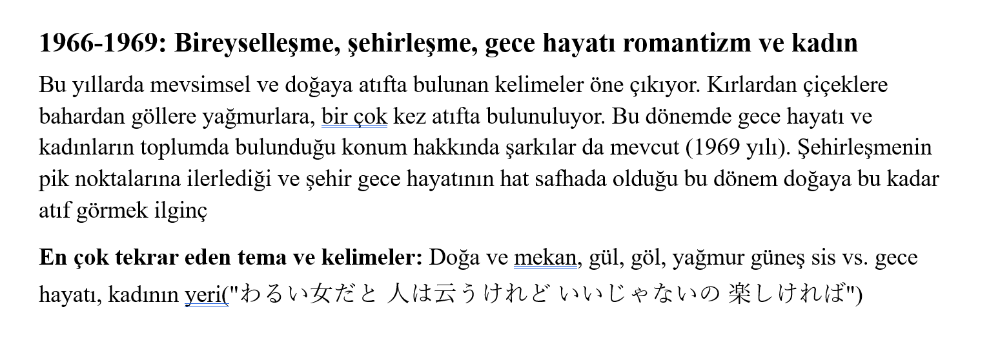 1966-1969: Bireyselleşme, şehirleşme, gece hayatı romantizm ve kadın
Bu yıllarda mevsimsel ve doğaya atıfta bulunan kelimeler öne çıkıyor. Kırlardan çiçeklere
bahardan göllere yağmurlara, bir çok kez atıfta bulunuluyor. Bu dönemde gece hayatı ve
kadınların toplumda bulunduğu konum hakkında şarkılar da mevcut (1969 yılı). Şehirleşmenin
pik noktalarına ilerlediği ve şehir gece hayatının hat safhada olduğu bu dönem doğaya bu kadar
atıf görmek ilginç
En çok tekrar eden tema ve kelimeler: Doğa ve mekan, gül, göl, yağmur güneş sis vs. gece
hayatı, kadının yeri("わるい女だと 人は云うけれど いいじゃないの 楽しければ")